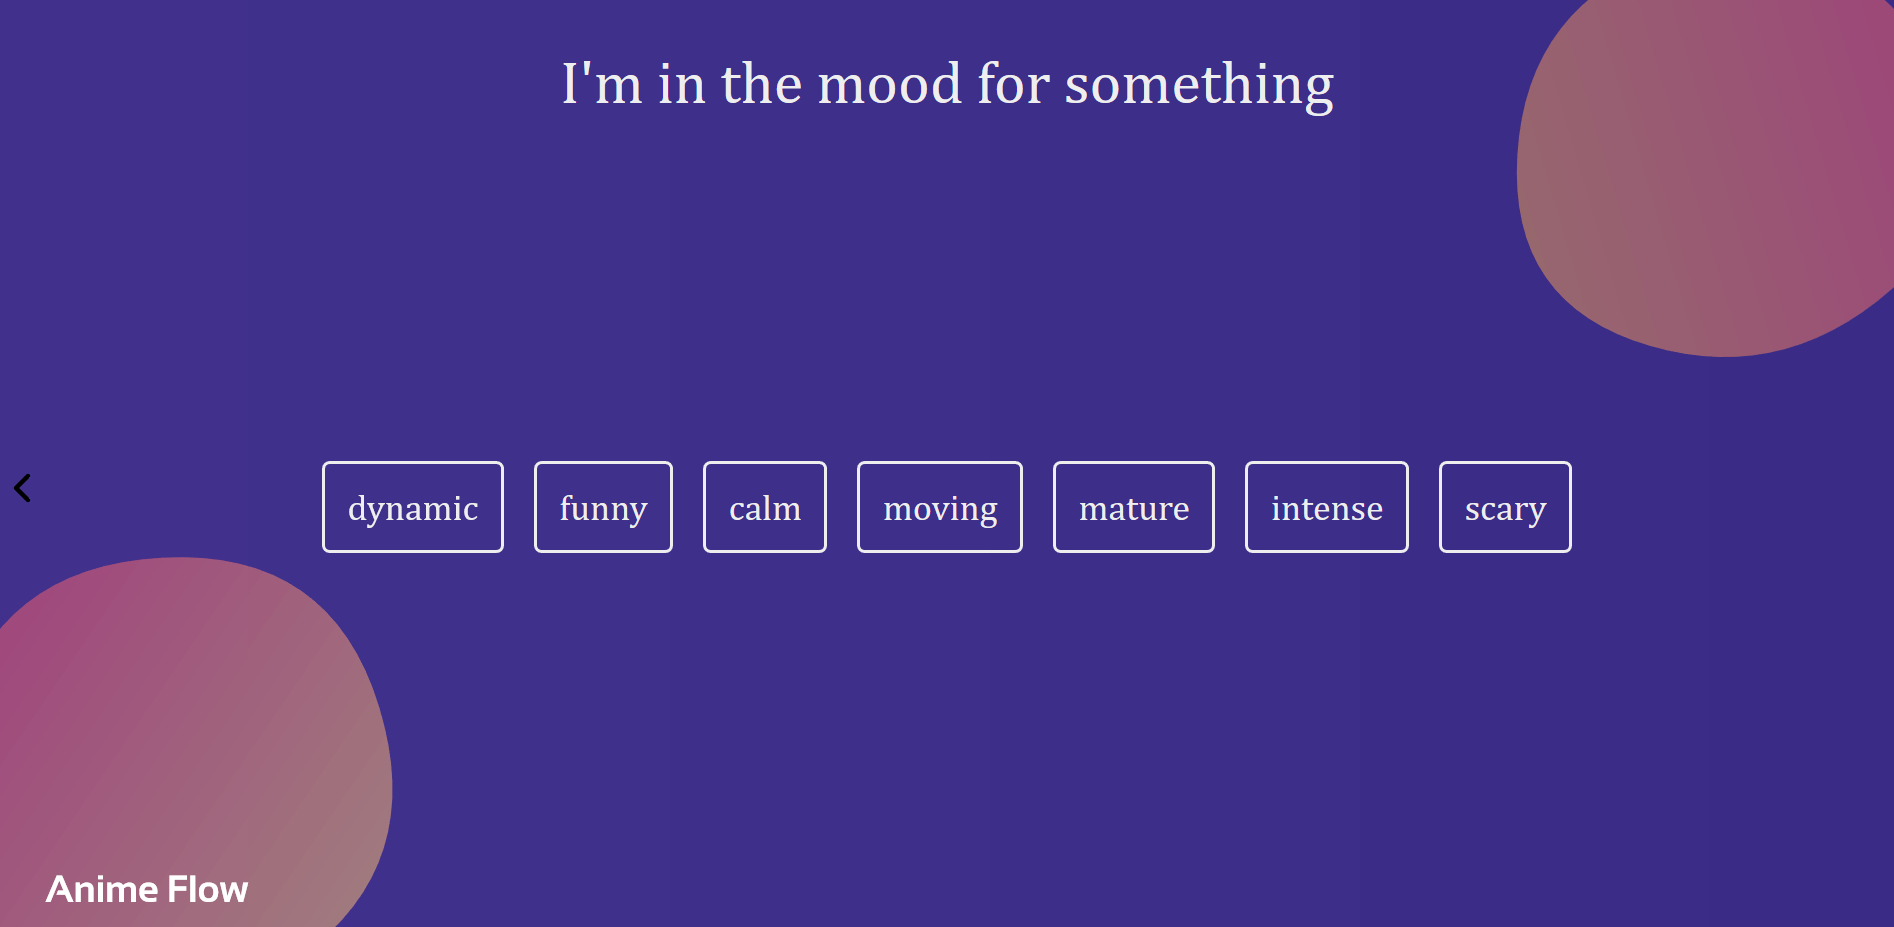 I'm in the mood for something
dynamic funny calm moving mature intense scary
Anime Flow